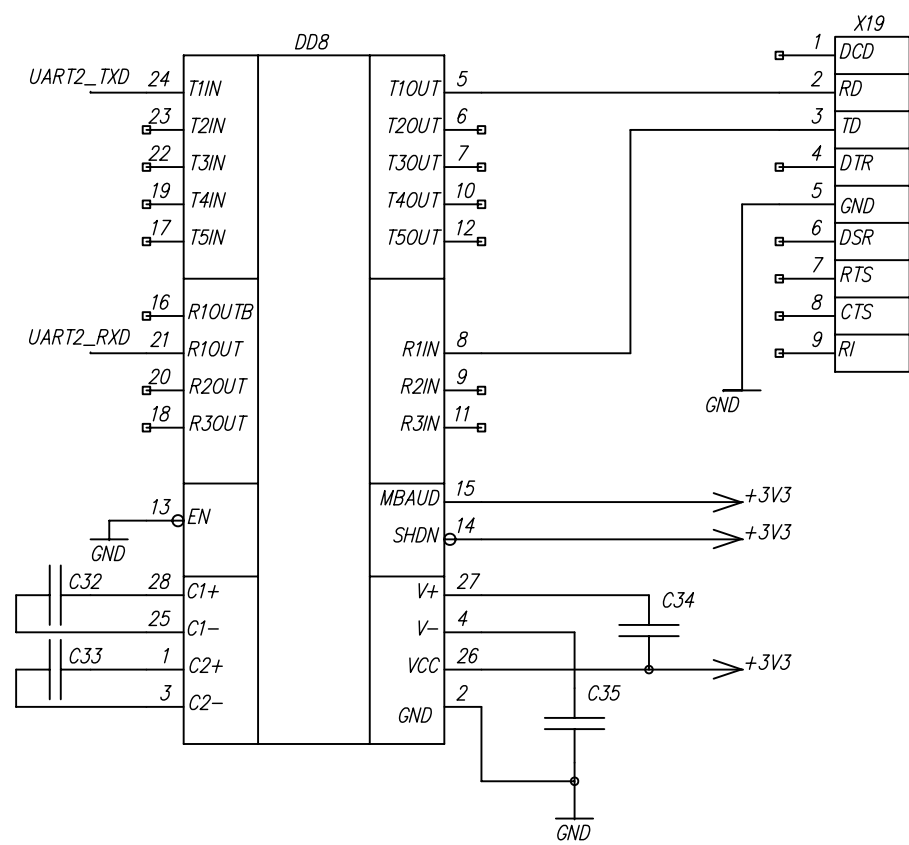 DD8
X19
UART2_TXD 24 T1IN
23 T2IN
22 T3IN
19 T4IN
17 T5IN
16 R1OUTB
UART2_RXD 21 R1OUT
20 R2OUT
18 R3OUT
13 EN
GND
C32 28 C1+
25 C1-
C33 1 C2+
3 C2-
T1OUT 5
T2OUT 6
T3OUT 7
T4OUT 10
T5OUT 12
R1IN 8
R2IN 9
R3IN 11
MBAUD 15 +3V3
SHDN 14 +3V3
V+ 27 C34
V- 4
VCC 26 +3V3
GND 2 C35
GND
1 DCD
2 RD
3 TD
4 DTR
5 GND
6 DSR
7 RTS
8 CTS
9 RI
GND